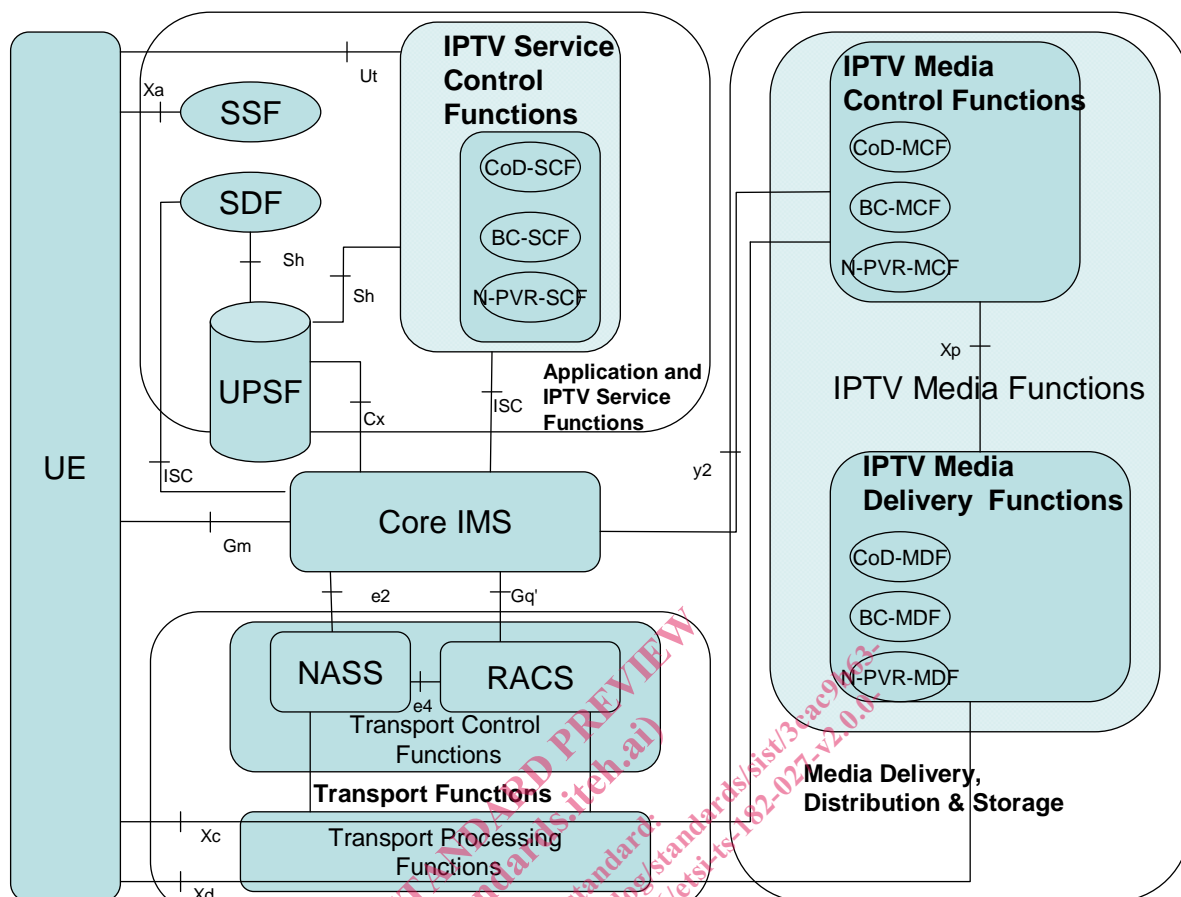 IPTV Service
Control
Functions
Ut
Xa
SSF
CoD-SCF
SDF
BC-SCF
Sh
Sh
N-PVR-SCF
UPSF
Application and
IPTV Service
Functions
ISC
Cx
UE
ISC
Core IMS
Gm
y2
e2
Gq'
NASS
RACS
e4
Transport Control
Functions
Transport Functions
Xc
Transport Processing
Functions
Xd
IPTV Media
Control Functions
CoD-MCF
BC-MCF
N-PVR-MCF
Xp
IPTV Media Functions
IPTV Media
Delivery Functions
CoD-MDF
BC-MDF
N-PVR-MDF
Media Delivery,
Distribution & Storage
STANDARD PREVIEW